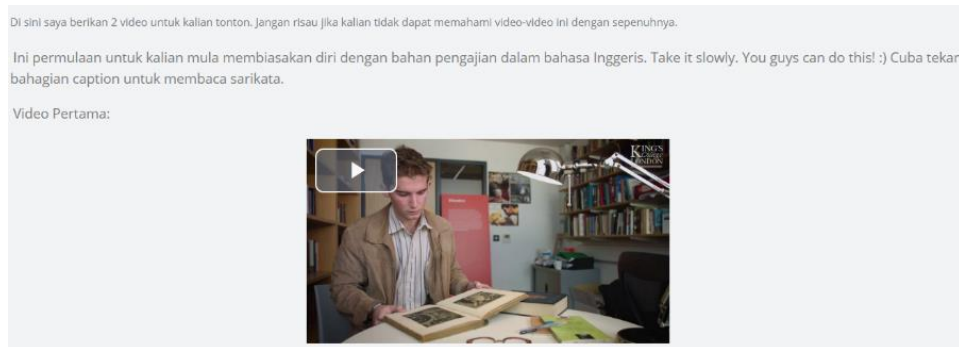 Di sini saya berikan 2 video untuk kalian tonton. Jangan risau jika kalian tidak dapat memahami video-video ini dengan sepenuhnya.
Ini permulaan untuk kalian mula membiasakan diri dengan bahan pengajian dalam bahasa Inggeris. Take it slowly. You guys can do this! :) Cuba tekan
bahagian caption untuk membaca sarikata.
Video Pertama:
KING'S
College
LONDON